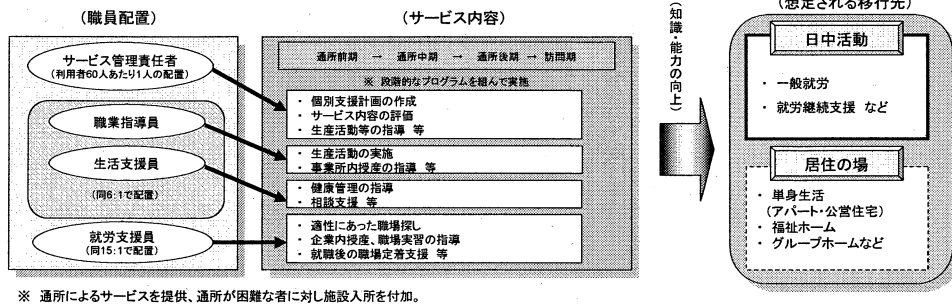 （職員配置）
サービス管理責任者
（利用者60人あたり1人の配置）
職業指導員
生活支援員
（同6：1で配置）
就労支援員
（同15：1で配置）
（サービス内容）
通所前期 → 通所中期 → 通所後期 → 訪問期
※ 段階的なプログラムを組んで実施
・ 個別支援計画の作成
・ サービス内容の評価
・ 生産活動等の指導 等
・ 生産活動の実施
・ 事業所内授産の指導 等
・ 健康管理の指導
・ 相談支援 等
・ 適性にあった職場探し
・ 企業内授産、職場実習の指導
・ 就職後の職場定着支援 等
（知識・能力の向上）
（想定される移行先）
日中活動
・ 一般就労
・ 就労継続支援 など
居住の場
・ 単身生活
（アパート・公営住宅）
・ 福祉ホーム
・ グループホームなど
※ 通所によるサービスを提供、通所が困難な者に対し施設入所を付加。